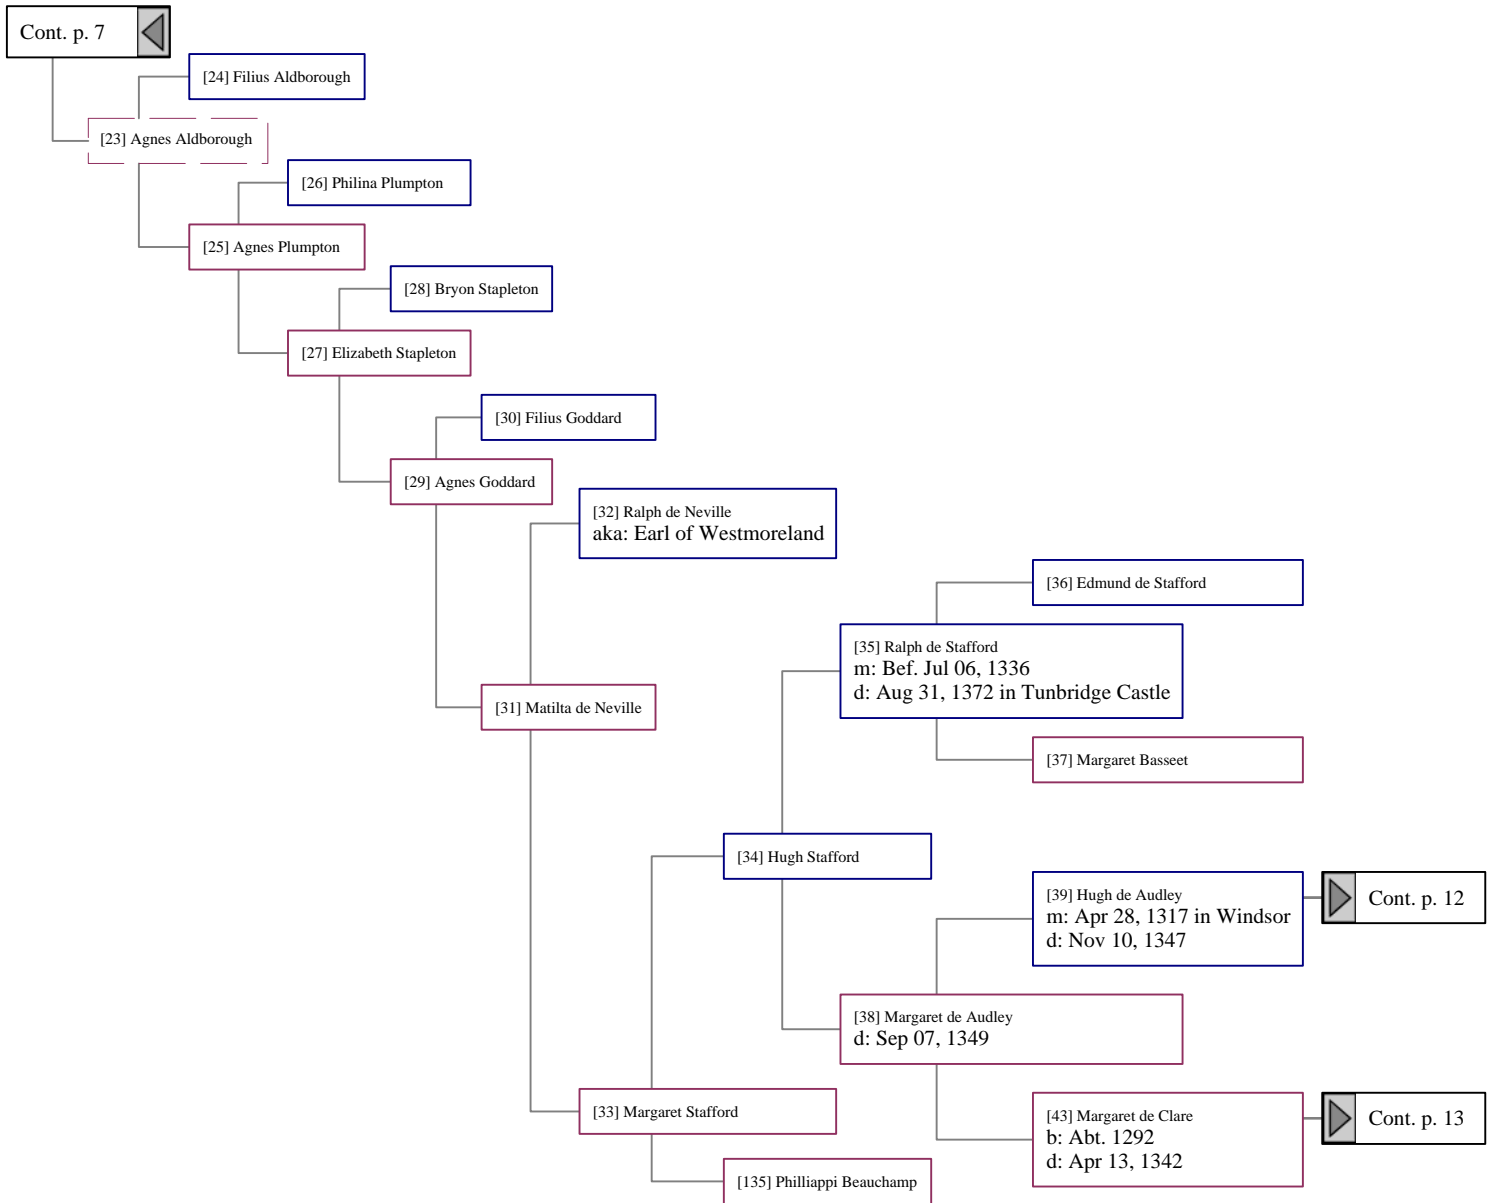 Cont. p. 7
[24] Filius Aldborough
[23] Agnes Aldborough
[26] Philina Plumpton
[25] Agnes Plumpton
[28] Bryon Stapleton
[27] Elizabeth Stapleton
[30] Filius Goddard
[29] Agnes Goddard
[32] Ralph de Neville
aka: Earl of Westmoreland
[36] Edmund de Stafford
[35] Ralph de Stafford
m: Bef. Jul 06, 1336
d: Aug 31, 1372 in Tunbridge Castle
[31] Matilta de Neville
[37] Margaret Basseet
[34] Hugh Stafford
[39] Hugh de Audley
m: Apr 28, 1317 in Windsor
d: Nov 10, 1347
Cont. p. 12
[38] Margaret de Audley
d: Sep 07, 1349
[33] Margaret Stafford
[43] Margaret de Clare
b: Abt. 1292
d: Apr 13, 1342
Cont. p. 13
[135] Philliappi Beauchamp